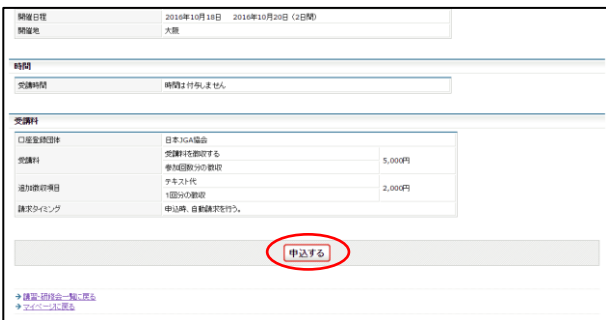 開催日程 2016年10月18日 2016年10月20日(2日間)
開催地 大阪
時間
受講時間 時間は付与しません
受講料
口座登録団体 日本JGA協会
受講料 受講料を徴収する 5,000円
参加回数分の徴収
追加徴収項目 テキスト代 2,000円
1回分の徴収
請求タイミング 申込時、自動請求を行う。
申込する
→講習・研修会一覧に戻る
→マイページに戻る